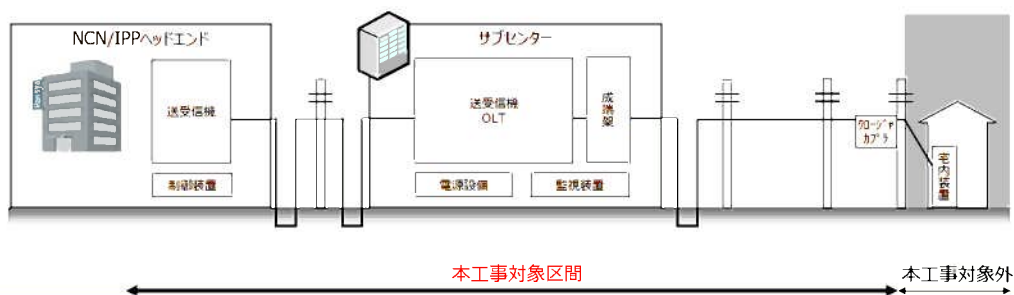 NCN/IPPヘッドエンド
送受信機
制御装置
サブセンター
送受信機
OLT
成端架
電源設備
監視装置
クロージャ
カプラ
宅内装置
本工事対象区間
本工事対象外